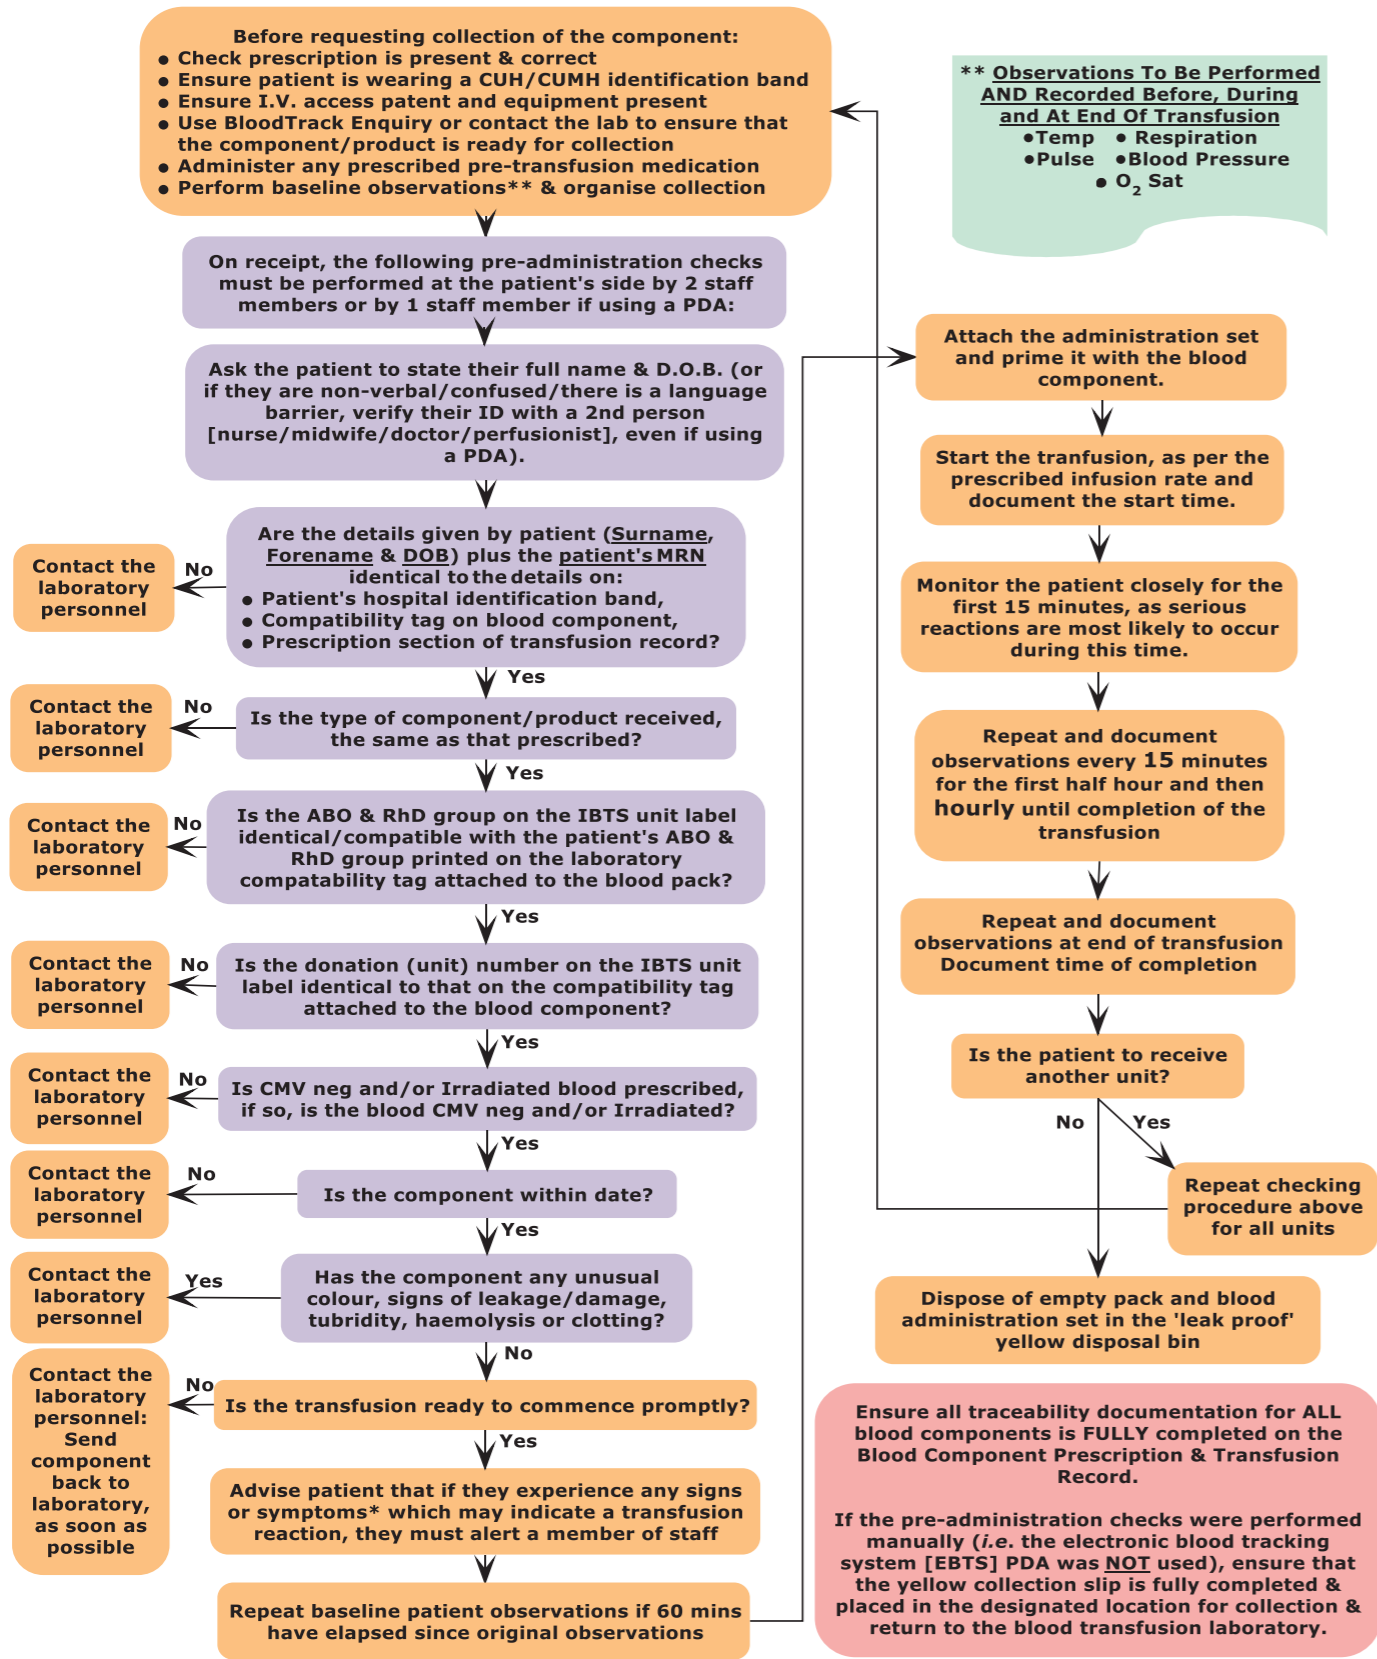 Before requesting collection of the component:
● Check prescription is present & correct
● Ensure patient is wearing a CUH/CUMH identification band
● Ensure I.V. access patent and equipment present
● Use BloodTrack Enquiry or contact the lab to ensure that
the component/product is ready for collection
● Administer any prescribed pre-transfusion medication
● Perform baseline observations** & organise collection
On receipt, the following pre-administration checks
must be performed at the patient's side by 2 staff
members or by 1 staff member if using a PDA:
Ask the patient to state their full name & D.O.B. (or
if they are non-verbal/confused/there is a language
barrier, verify their ID with a 2nd person
[nurse/midwife/doctor/perfusionist], even if using
a PDA).
Are the details given by patient (Surname,
Forename & DOB) plus the patient's MRN
identical to the details on:
● Patient's hospital identification band,
● Compatibility tag on blood component,
● Prescription section of transfusion record?
No
Contact the
laboratory
personnel
Yes
Is the type of component/product received,
the same as that prescribed?
No
Contact the
laboratory
personnel
Yes
Is the ABO & RhD group on the IBTS unit label
identical/compatible with the patient's ABO &
RhD group printed on the laboratory
compatability tag attached to the blood pack?
No
Contact the
laboratory
personnel
Yes
Is the donation (unit) number on the IBTS unit
label identical to that on the compatibility tag
attached to the blood component?
No
Contact the
laboratory
personnel
Yes
Is CMV neg and/or Irradiated blood prescribed,
if so, is the blood CMV neg and/or Irradiated?
No
Contact the
laboratory
personnel
Yes
Is the component within date?
No
Contact the
laboratory
personnel
Yes
Has the component any unusual
colour, signs of leakage/damage,
tubridity, haemolysis or clotting?
Yes
Contact the
laboratory
personnel
No
Is the transfusion ready to commence promptly?
No
Contact the
laboratory
personnel:
Send
component
back to
laboratory,
as soon as
possible
Yes
Advise patient that if they experience any signs
or symptoms* which may indicate a transfusion
reaction, they must alert a member of staff
Repeat baseline patient observations if 60 mins
have elapsed since original observations
** Observations To Be Performed
AND Recorded Before, During
and At End Of Transfusion
●Temp ● Respiration
●Pulse ●Blood Pressure
● O2 Sat
Attach the administration set
and prime it with the blood
component.
Start the tranfusion, as per the
prescribed infusion rate and
document the start time.
Monitor the patient closely for the
first 15 minutes, as serious
reactions are most likely to occur
during this time.
Repeat and document
observations every 15 minutes
for the first half hour and then
hourly until completion of the
transfusion
Repeat and document
observations at end of transfusion
Document time of completion
Is the patient to receive
another unit?
No Yes
Repeat checking
procedure above
for all units
Dispose of empty pack and blood
administration set in the 'leak proof'
yellow disposal bin
Ensure all traceability documentation for ALL
blood components is FULLY completed on the
Blood Component Prescription & Transfusion
Record.
If the pre-administration checks were performed
manually (i.e. the electronic blood tracking
system [EBTS] PDA was NOT used), ensure that
the yellow collection slip is fully completed &
placed in the designated location for collection &
return to the blood transfusion laboratory.